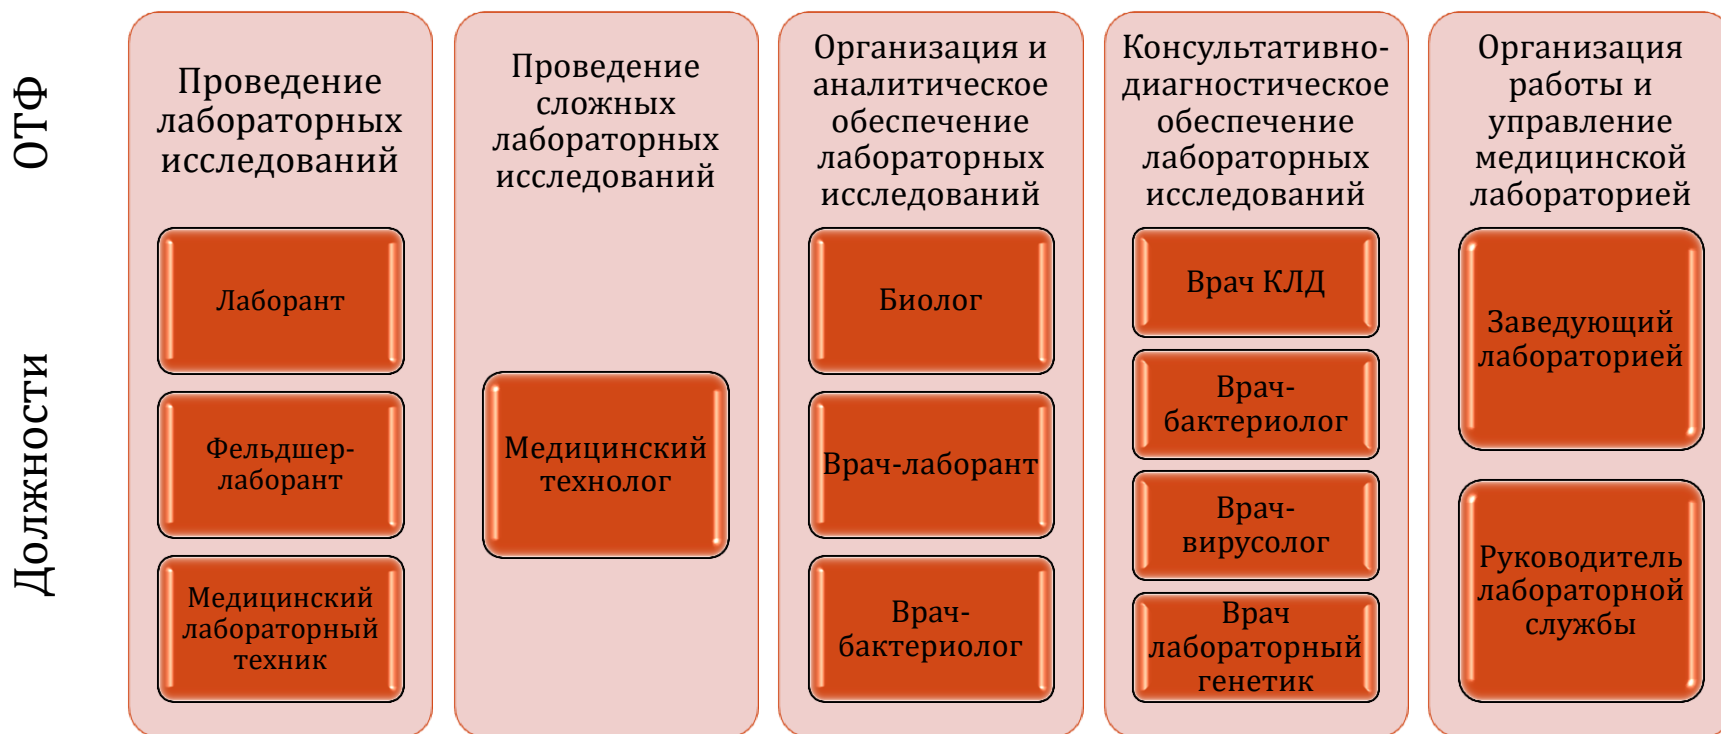 ОТФ
Проведение
лабораторных
исследований
Проведение
сложных
лабораторных
исследований
Организация и
аналитическое
обеспечение
лабораторных
исследований
Консультативно-
диагностическое
обеспечение
лабораторных
исследований
Организация
работы и
управление
медицинской
лабораторией
Должности
Лаборант
Фельдшер-
лаборант
Медицинский
лабораторный
техник
Медицинский
технолог
Биолог
Врач-лаборант
Врач-
бактериолог
Врач КЛД
Врач-
бактериолог
Врач-
вирусолог
Врач
лабораторный
генетик
Заведующий
лабораторией
Руководитель
лабораторной
службы